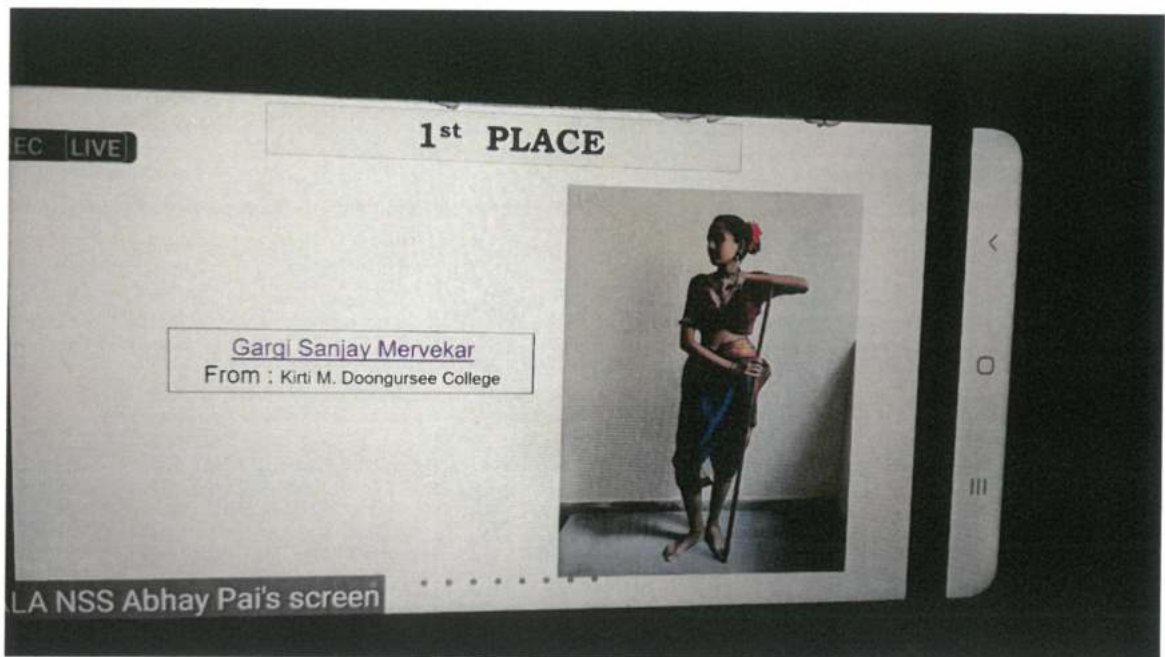 1st PLACE
EC LIVE
Gargi Sanjay Mervekar
From : Kirti M. Doongursee College
LA NSS Abhay Pai's screen